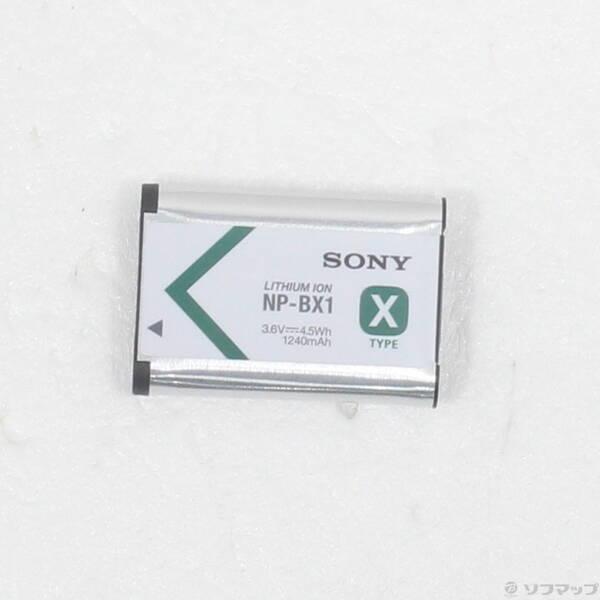 SONY
LITHIUM ION
NP-BX1
3.6V⎓4.5Wh
1240mAh
X
TYPE
ソフマップ